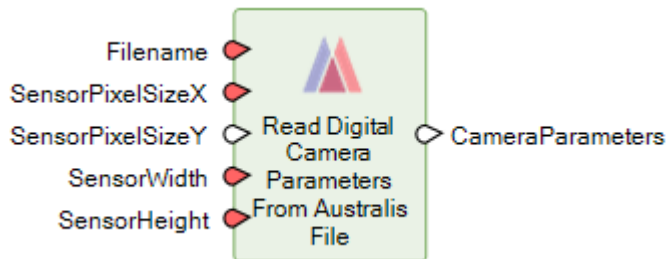 Filename
SensorPixelSizeX
SensorPixelSizeY
SensorWidth
SensorHeight
Read Digital
Camera
Parameters
From Australis
File
CameraParameters